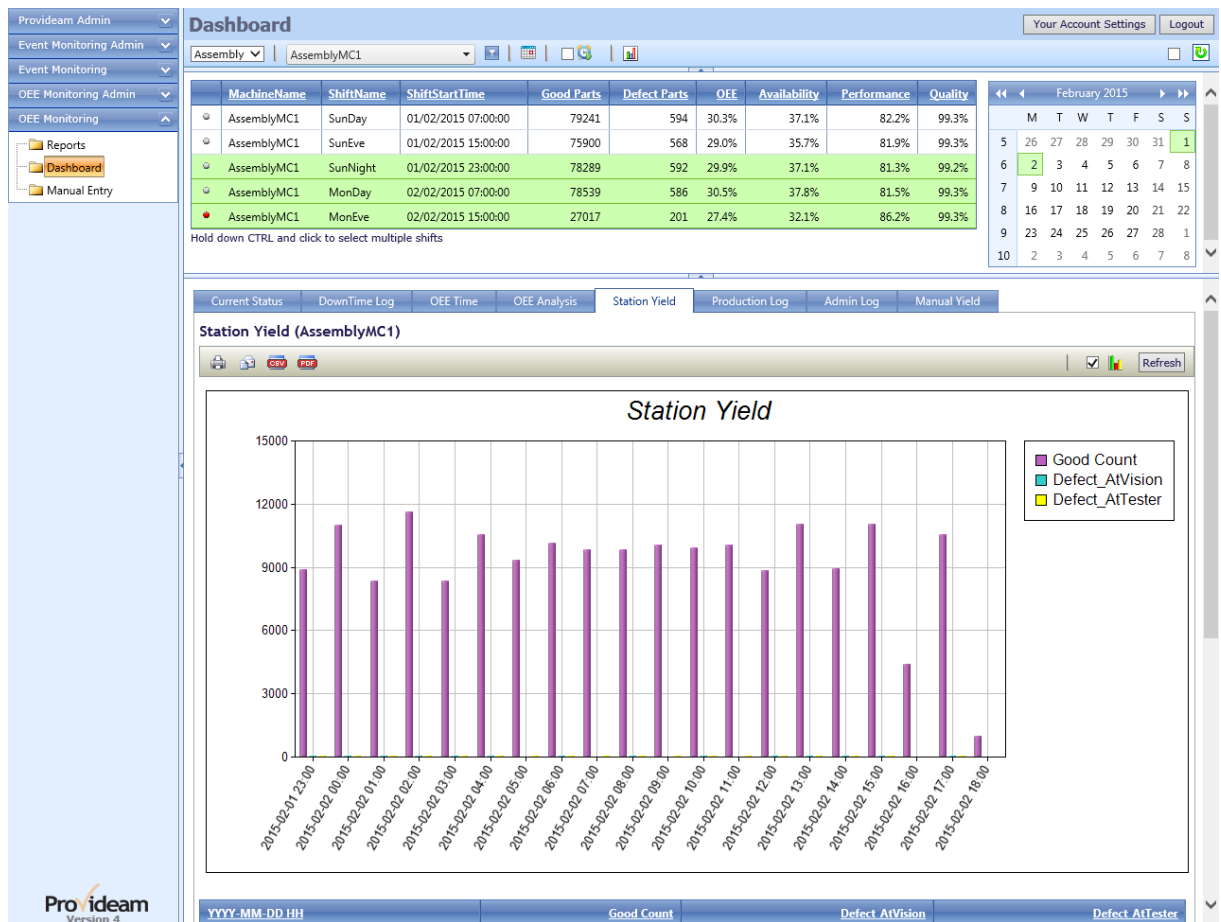 Provideam Admin
Event Monitoring Admin
Event Monitoring
OEE Monitoring Admin
OEE Monitoring
Reports
Dashboard
Manual Entry
Provideam
Version 4
Dashboard
Your Account Settings
Logout
Assembly
AssemblyMC1
MachineName ShiftName ShiftStartTime Good Parts Defect Parts OEE Availability Performance Quality
AssemblyMC1 SunDay 01/02/2015 07:00:00 79241 594 30.3% 37.1% 82.2% 99.3%
AssemblyMC1 SunEve 01/02/2015 15:00:00 75900 568 29.0% 35.7% 81.9% 99.3%
AssemblyMC1 SunNight 01/02/2015 23:00:00 78289 592 29.9% 37.1% 81.3% 99.2%
AssemblyMC1 MonDay 02/02/2015 07:00:00 78539 586 30.5% 37.8% 81.5% 99.3%
AssemblyMC1 MonEve 02/02/2015 15:00:00 27017 201 27.4% 32.1% 86.2% 99.3%
Hold down CTRL and click to select multiple shifts
February 2015
M T W T F S S
5 26 27 28 29 30 31 1
6 2 3 4 5 6 7 8
7 9 10 11 12 13 14 15
8 16 17 18 19 20 21 22
9 23 24 25 26 27 28 1
10 2 3 4 5 6 7 8
Current Status DownTime Log OEE Time OEE Analysis Station Yield Production Log Admin Log Manual Yield
Station Yield (AssemblyMC1)
CSV PDF
Refresh
Station Yield
15000
12000
9000
6000
3000
0
2015-02-01 23:00
2015-02-02 00:00
2015-02-02 01:00
2015-02-02 02:00
2015-02-02 03:00
2015-02-02 04:00
2015-02-02 05:00
2015-02-02 06:00
2015-02-02 07:00
2015-02-02 08:00
2015-02-02 09:00
2015-02-02 10:00
2015-02-02 11:00
2015-02-02 12:00
2015-02-02 13:00
2015-02-02 14:00
2015-02-02 15:00
2015-02-02 16:00
2015-02-02 17:00
2015-02-02 18:00
Good Count
Defect_AtVision
Defect_AtTester
YYYY-MM-DD HH Good Count Defect AtVision Defect AtTester